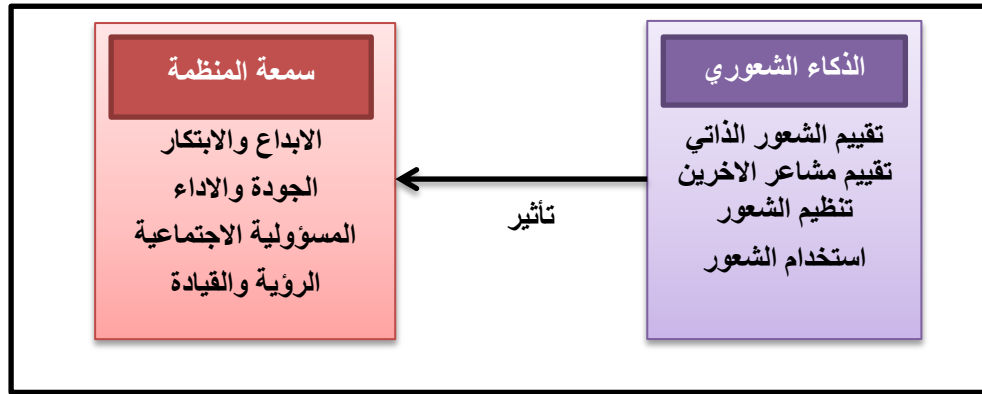 الذكاء الشعوري
تقييم الشعور الذاتي
تقييم مشاعر الاخرين
تنظيم الشعور
استخدام الشعور
تأثير
سمعة المنظمة
الابداع والابتكار
الجودة والاداء
المسؤولية الاجتماعية
الرؤية والقيادة